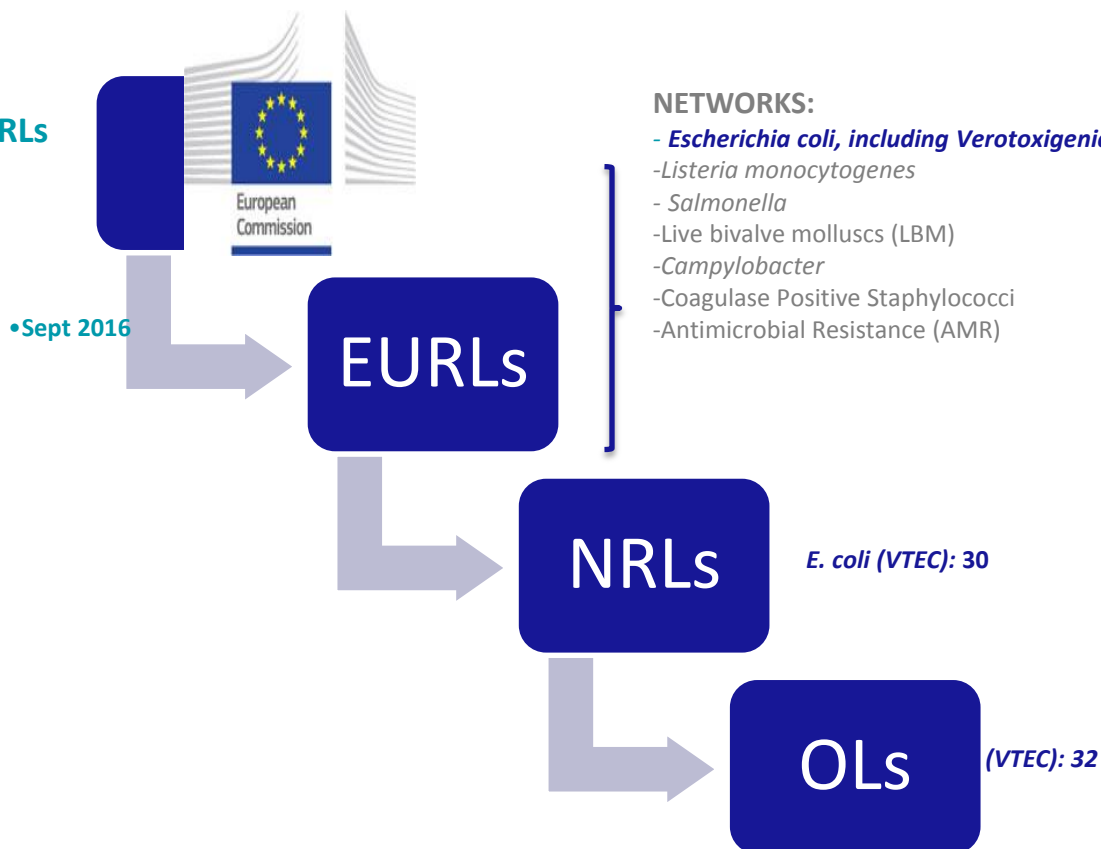 RLs
European
Commission
NETWORKS:
- Escherichia coli, including Verotoxigenic
-Listeria monocytogenes
- Salmonella
-Live bivalve molluscs (LBM)
-Campylobacter
-Coagulase Positive Staphylococci
-Antimicrobial Resistance (AMR)
•Sept 2016
EURLs
NRLs
E. coli (VTEC): 30
OLs
(VTEC): 32